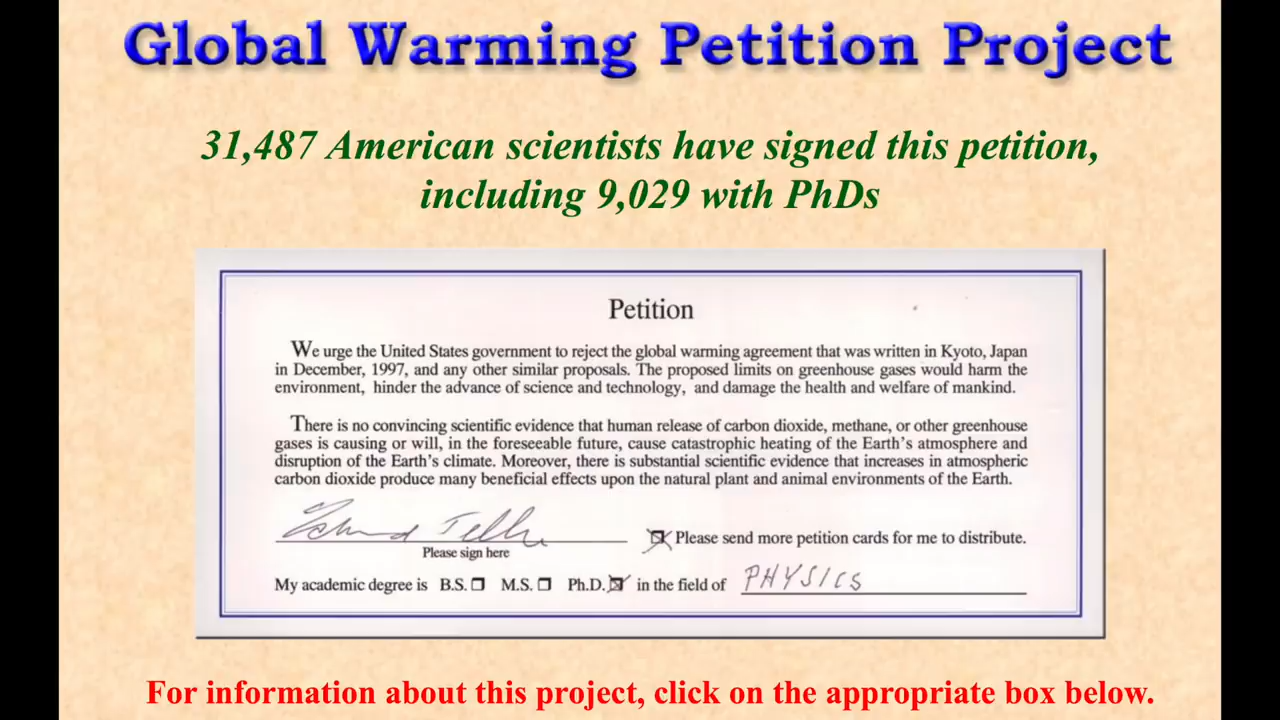 Global Warming Petition Project
31,487 American scientists have signed this petition,
including 9,029 with PhDs
Petition
We urge the United States government to reject the global warming agreement that was written in Kyoto, Japan
in December, 1997, and any other similar proposals. The proposed limits on greenhouse gases would harm the
environment, hinder the advance of science and technology, and damage the health and welfare of mankind.
There is no convincing scientific evidence that human release of carbon dioxide, methane, or other greenhouse
gases is causing or will, in the foreseeable future, cause catastrophic heating of the Earth's atmosphere and
disruption of the Earth's climate. Moreover, there is substantial scientific evidence that increases in atmospheric
carbon dioxide produce many beneficial effects upon the natural plant and animal environments of the Earth.
Edward Teller
Please sign here
Please send more petition cards for me to distribute.
My academic degree is B.S. M.S. Ph.D. in the field of PHYSICS
For information about this project, click on the appropriate box below.